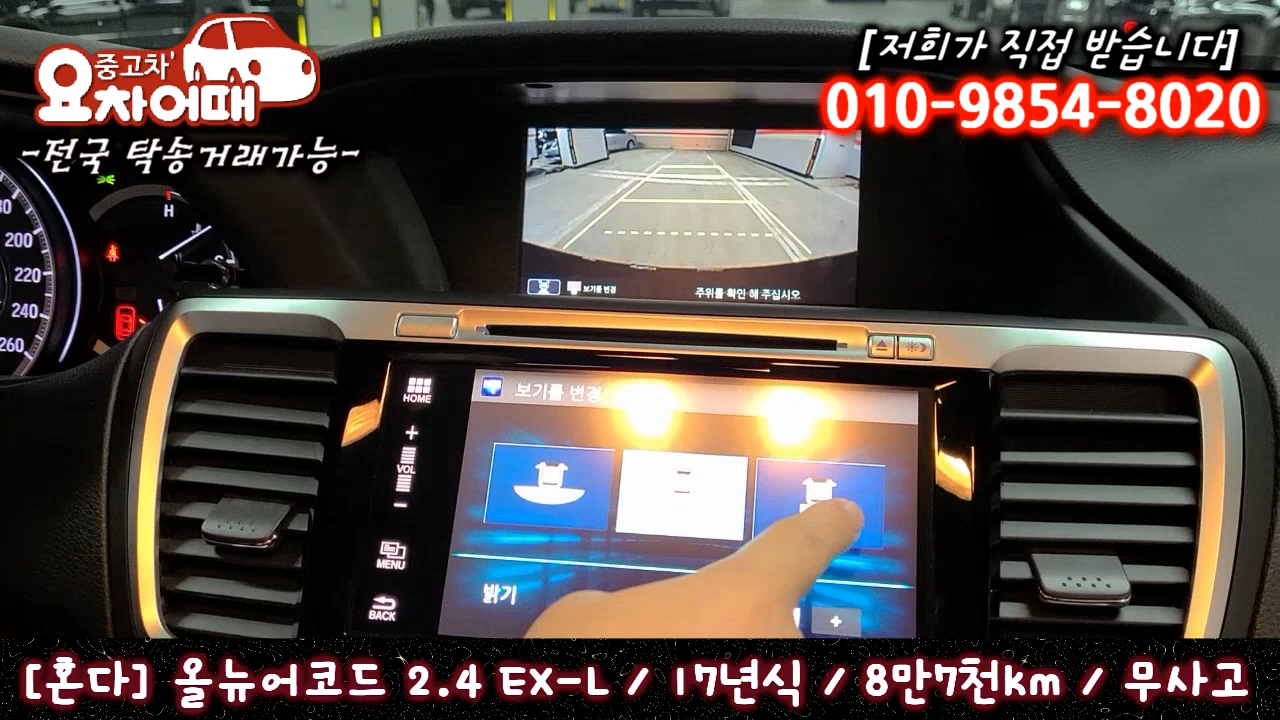 중고차'
요차어때
-전국 탁송거래가능-
[저희가 직접 받습니다]
010-9854-8020
H
80
200
220
240
260
보기를 변경
주위를 확인 해 주십시오
HOME
+
VOL
-
MENU
BACK
보기를 변경
밝기
+
[혼다] 올뉴어코드 2.4 EX-L / 17년식 / 8만7천km / 무사고